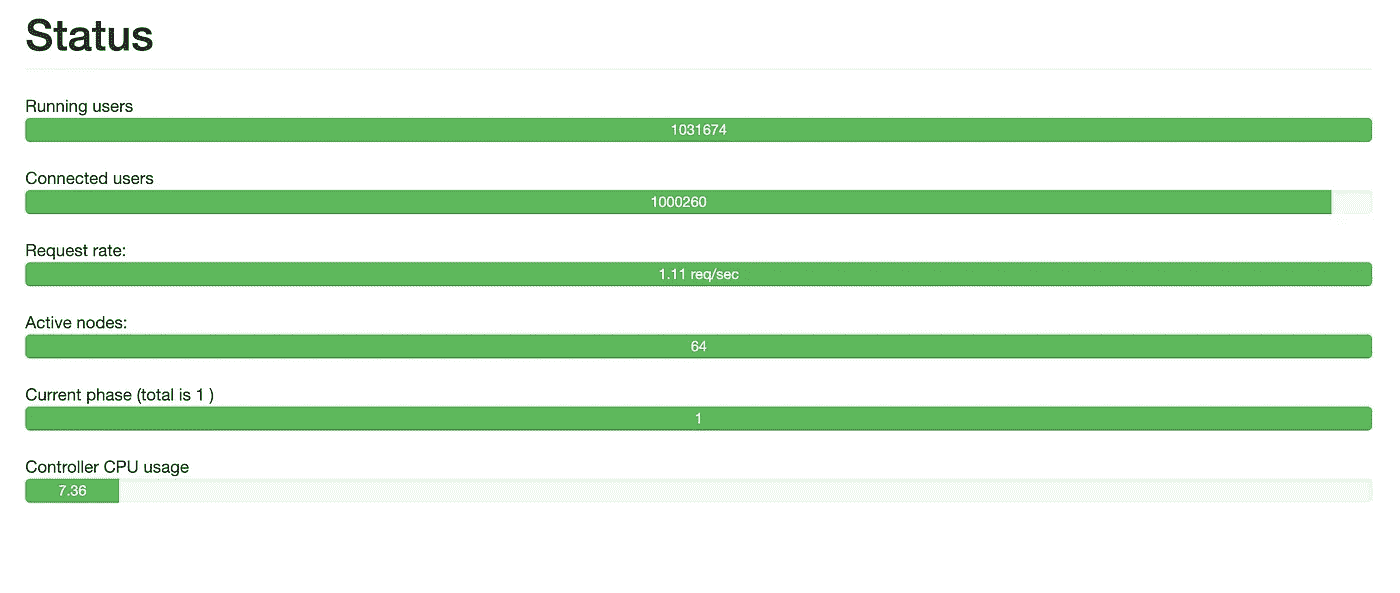 Status
Running users
1031674
Connected users
1000260
Request rate:
1.11 req/sec
Active nodes:
64
Current phase (total is 1 )
1
Controller CPU usage
7.36